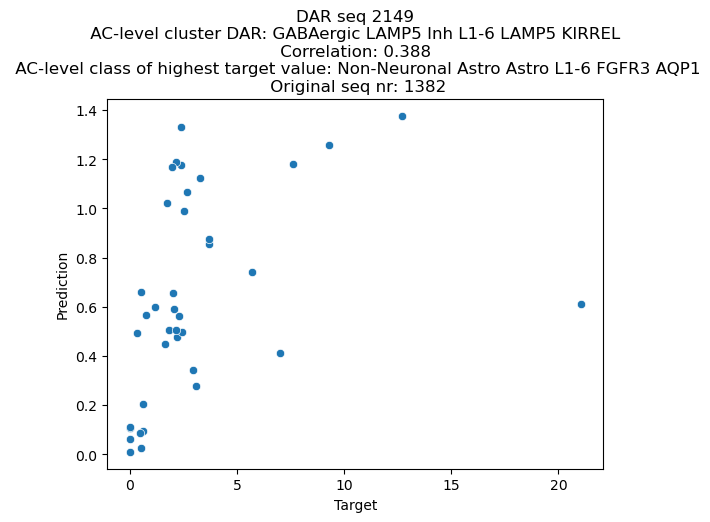 DAR seq 2149
AC-level cluster DAR: GABAergic LAMP5 Inh L1-6 LAMP5 KIRREL
Correlation: 0.388
AC-level class of highest target value: Non-Neuronal Astro Astro L1-6 FGFR3 AQP1
Original seq nr: 1382
1.4
1.2
1.0
0.8
0.6
0.4
0.2
0.0
Prediction
0 5 10 15 20
Target